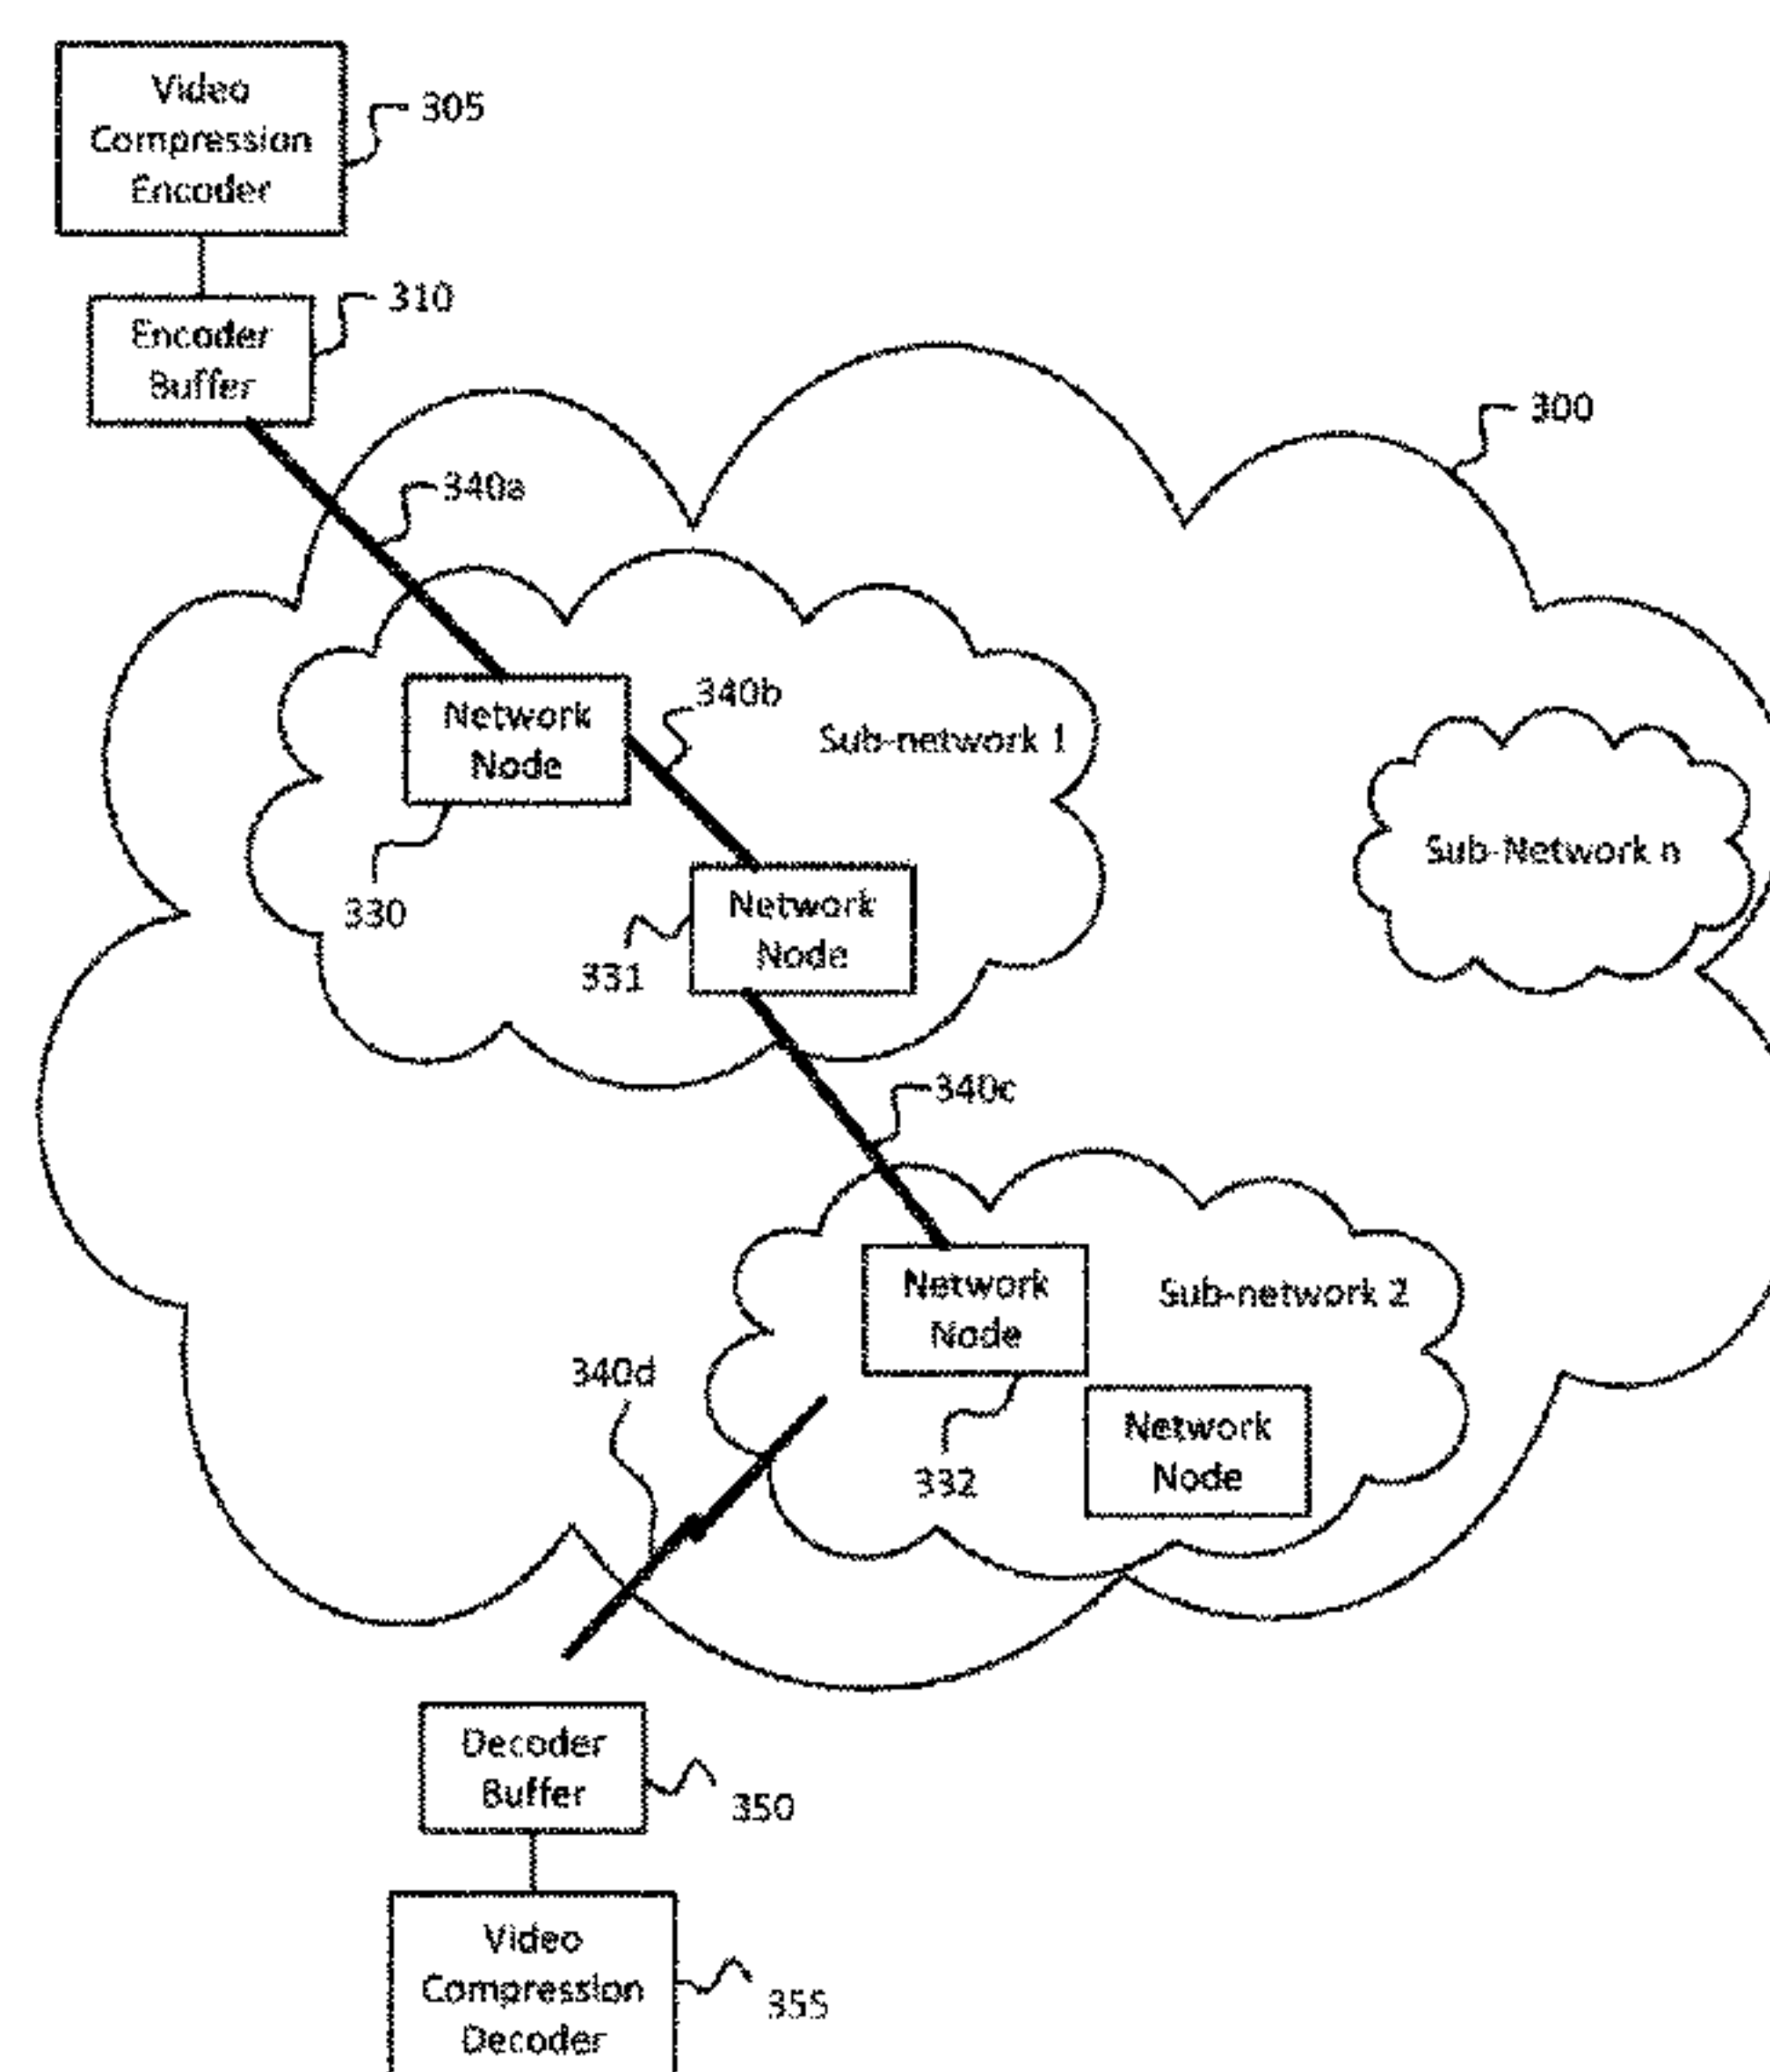 Video
Compression
Encoder
305
Encoder
Buffer
310
300
340a
Network
Node
340b
Sub-network 1
330
Sub-Network n
Network
Node
331
340c
Network
Node
Sub-network 2
340d
332
Network
Node
Decoder
Buffer
350
Video
Compression
Decoder
355